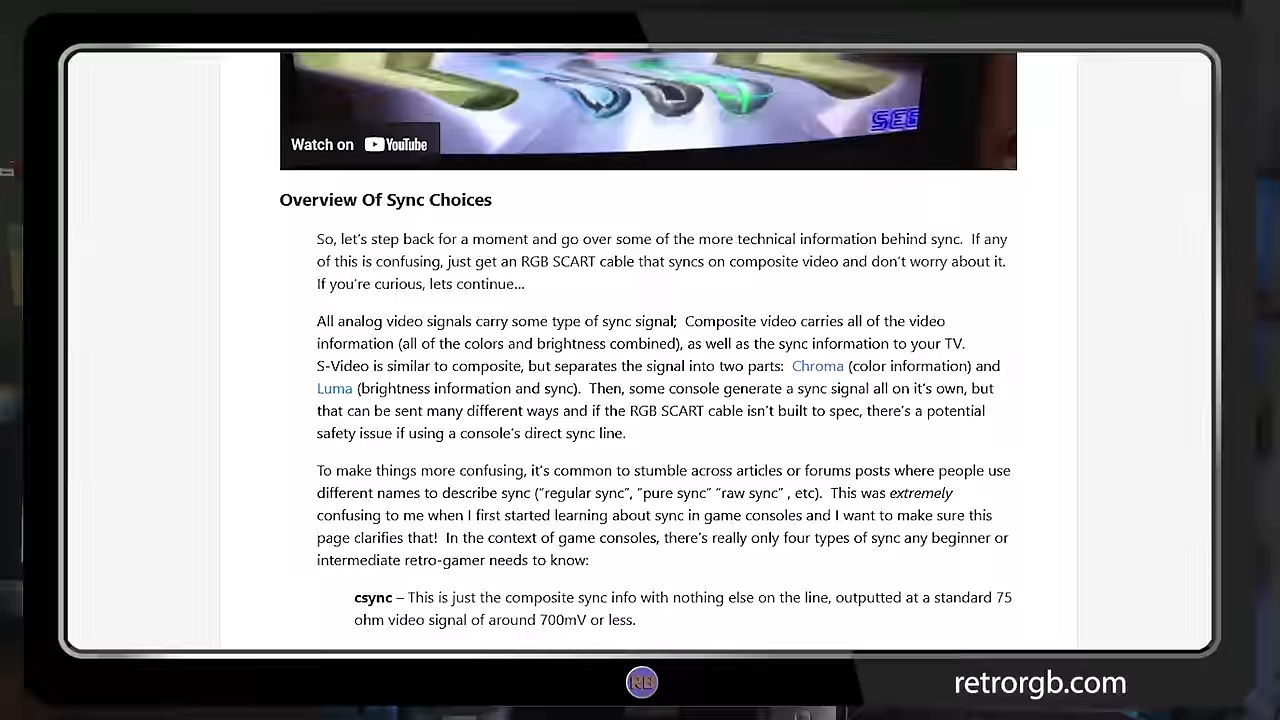 SEG
Watch on YouTube
Overview Of Sync Choices
So, let's step back for a moment and go over some of the more technical information behind sync.  If any
of this is confusing, just get an RGB SCART cable that syncs on composite video and don't worry about it.
If you're curious, lets continue...
All analog video signals carry some type of sync signal;  Composite video carries all of the video
information (all of the colors and brightness combined), as well as the sync information to your TV.
S-Video is similar to composite, but separates the signal into two parts:  Chroma (color information) and
Luma (brightness information and sync).  Then, some console generate a sync signal all on it's own, but
that can be sent many different ways and if the RGB SCART cable isn't built to spec, there's a potential
safety issue if using a console's direct sync line.
To make things more confusing, it's common to stumble across articles or forums posts where people use
different names to describe sync ("regular sync", "pure sync" "raw sync" , etc).  This was extremely
confusing to me when I first started learning about sync in game consoles and I want to make sure this
page clarifies that!  In the context of game consoles, there's really only four types of sync any beginner or
intermediate retro-gamer needs to know:
csync – This is just the composite sync info with nothing else on the line, outputted at a standard 75
ohm video signal of around 700mV or less.
RB
retrorgb.com